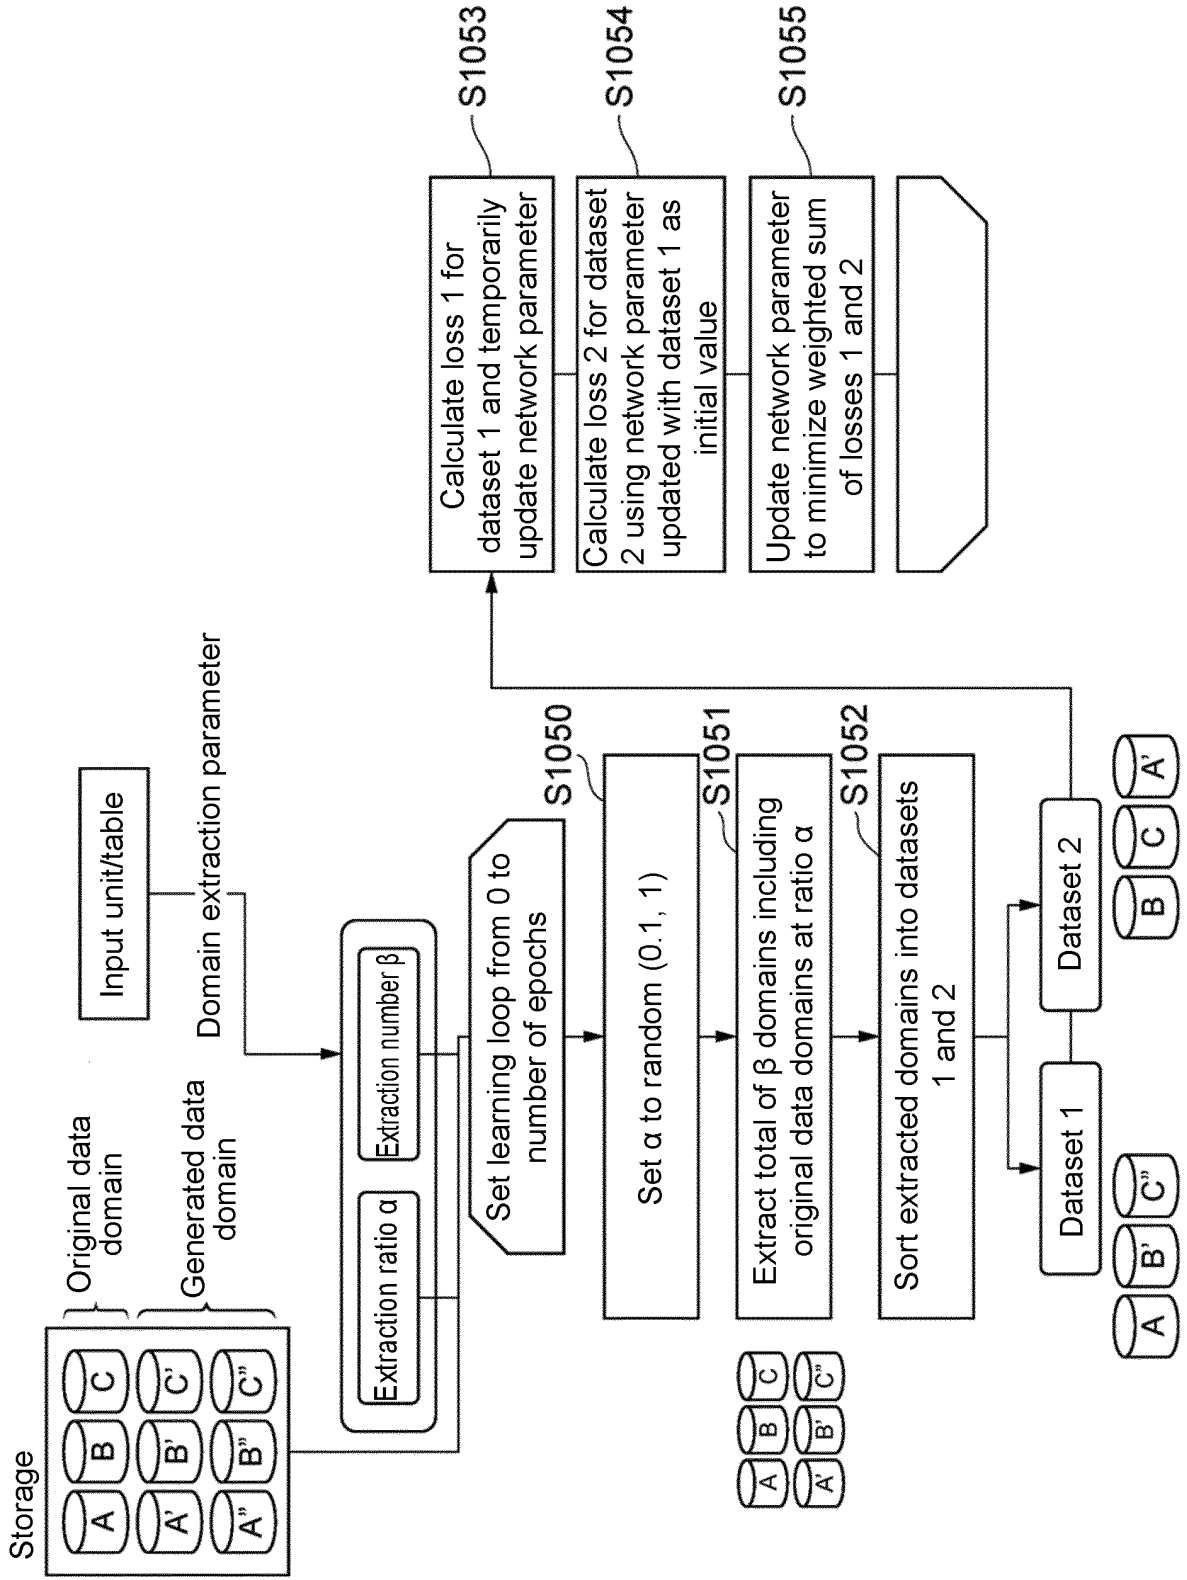 Storage
A
B
C
A'
B'
C'
A"
B"
C"
Original data
domain
Generated data
domain
Input unit/table
Domain extraction parameter
Extraction ratio α
Extraction number β
Set learning loop from 0 to
number of epochs
S1050
Set α to random (0.1, 1)
S1051
Extract total of β domains including
original data domains at ratio α
A
B
C
A'
B'
C"
S1052
Sort extracted domains into datasets
1 and 2
Dataset 1
Dataset 2
A
B'
C"
B
C
A'
S1053
Calculate loss 1 for
dataset 1 and temporarily
update network parameter
S1054
Calculate loss 2 for dataset
2 using network parameter
updated with dataset 1 as
initial value
S1055
Update network parameter
to minimize weighted sum
of losses 1 and 2